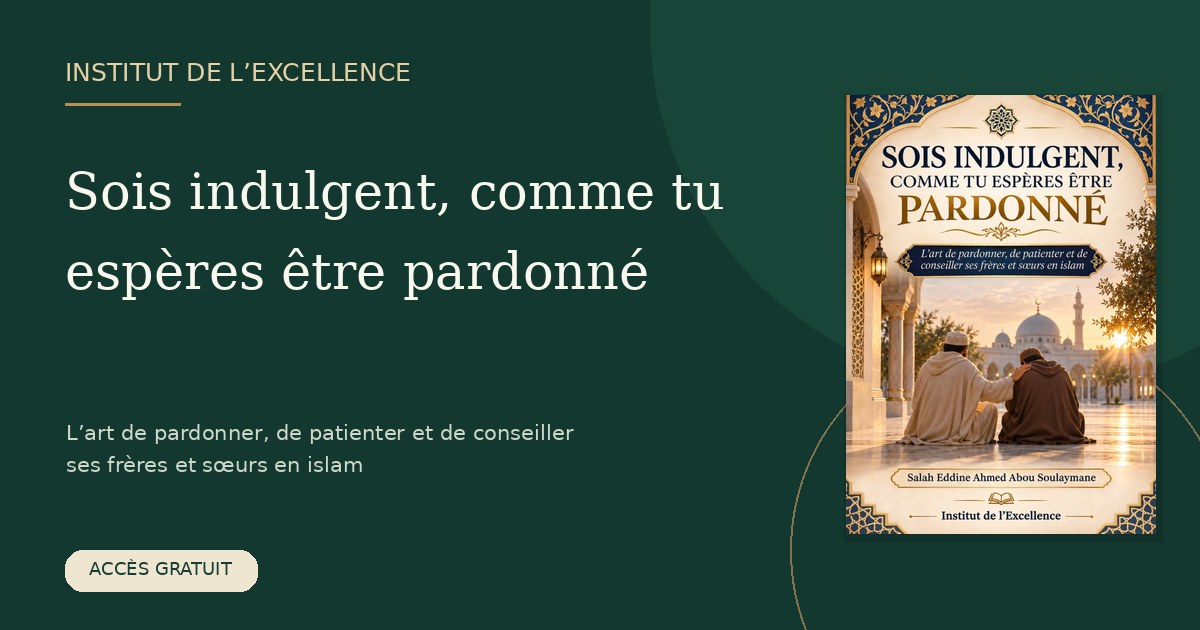 INSTITUT DE L’EXCELLENCE
Sois indulgent, comme tu
espères être pardonné
L’art de pardonner, de patienter et de conseiller
ses frères et sœurs en islam
ACCÈS GRATUIT
SOIS INDULGENT,
COMME TU ESPÈRES ÊTRE
PARDONNÉ
L’art de pardonner, de patienter et de
conseiller ses frères et sœurs en islam
Salah Eddine Ahmed Abou Soulaymane
Institut de l’Excellence